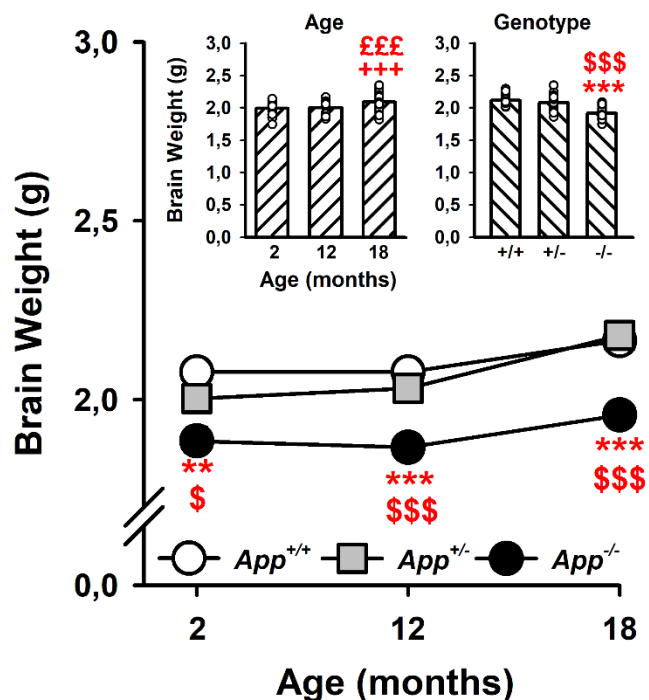 Age
Genotype
Brain Weight (g)
3,0
2,5
2,0
1,5
1,0
0,5
0,0
£££
+++
2 12 18
Age (months)
3,0
2,5
2,0
1,5
1,0
0,5
0,0
$$$
***
+/+ +/- -/-
Brain Weight (g)
3,0
2,5
2,0
0,0
**
$
***
$$$
***
$$$
App+/+ App+/- App-/-
2 12 18
Age (months)